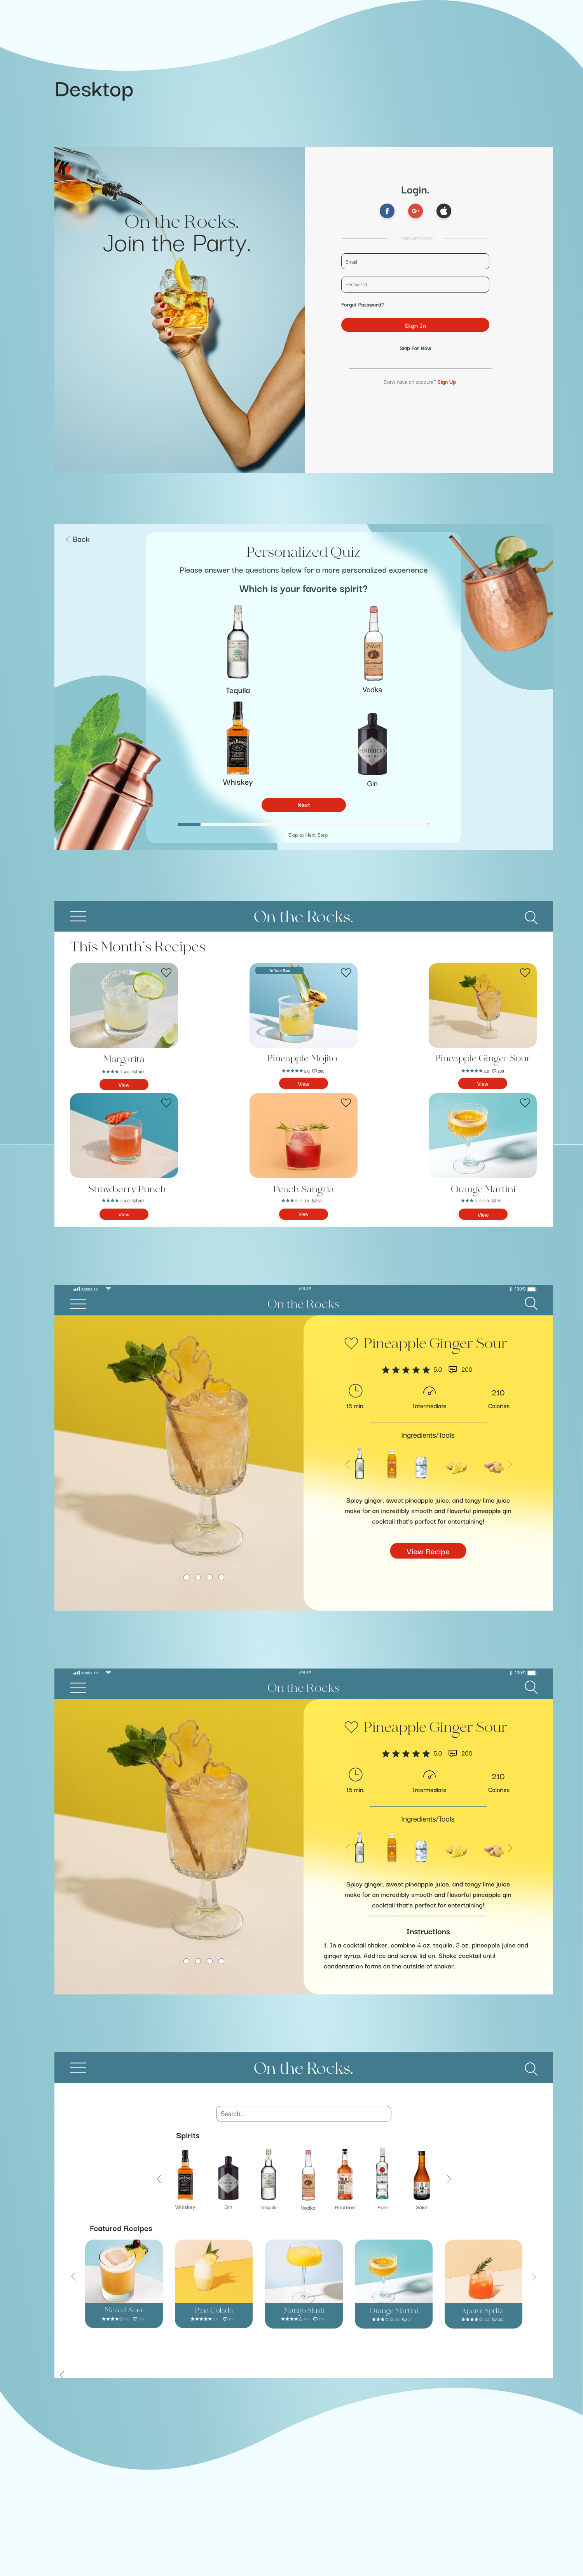 Desktop
On the Rocks.
Join the Party.
Login.
Login with Email
Email
Password
Forgot Password?
Sign In
Skip For Now
Don't have an account? Sign Up
Back
Personalized Quiz
Please answer the questions below for a more personalized experience
Which is your favorite spirit?
Tito's
Tequila
Vodka
HENDRICK'S
GIN
Whiskey
Gin
Next
Skip to Next Step
On the Rocks.
This Month's Recipes
In Your Box
Margarita
Pineapple Mojito
Pineapple Ginger Sour
4.0 187
5.0
5.0 200
View
View
View
Strawberry Punch
Peach Sangria
Orange Martini
4.0 267
View
View
View
100%
On the Rocks
Pineapple Ginger Sour
5.0 200
210
15 min.
Intermediate
Calories
Ingredients/Tools
Spicy ginger, sweet pineapple juice, and tangy lime juice
make for an incredibly smooth and flavorful pineapple gin
cocktail that's perfect for entertaining!
View Recipe
100%
On the Rocks
Pineapple Ginger Sour
5.0 200
210
15 min.
Intermediate
Calories
Ingredients/Tools
Spicy ginger, sweet pineapple juice, and tangy lime juice
make for an incredibly smooth and flavorful pineapple gin
cocktail that's perfect for entertaining!
Instructions
1. In a cocktail shaker, combine 4 oz. tequila, 3 oz. pineapple juice and
ginger syrup. Add ice and screw lid on. Shake cocktail until
condensation forms on the outside of shaker.
On the Rocks.
Search...
Spirits
Whiskey
Gin
Tequila
Vodka
Bourbon
Rum
Sake
Featured Recipes
Mezcal Sour
Pina Colada
Mango Slush
Orange Martini
Aperol Spritz